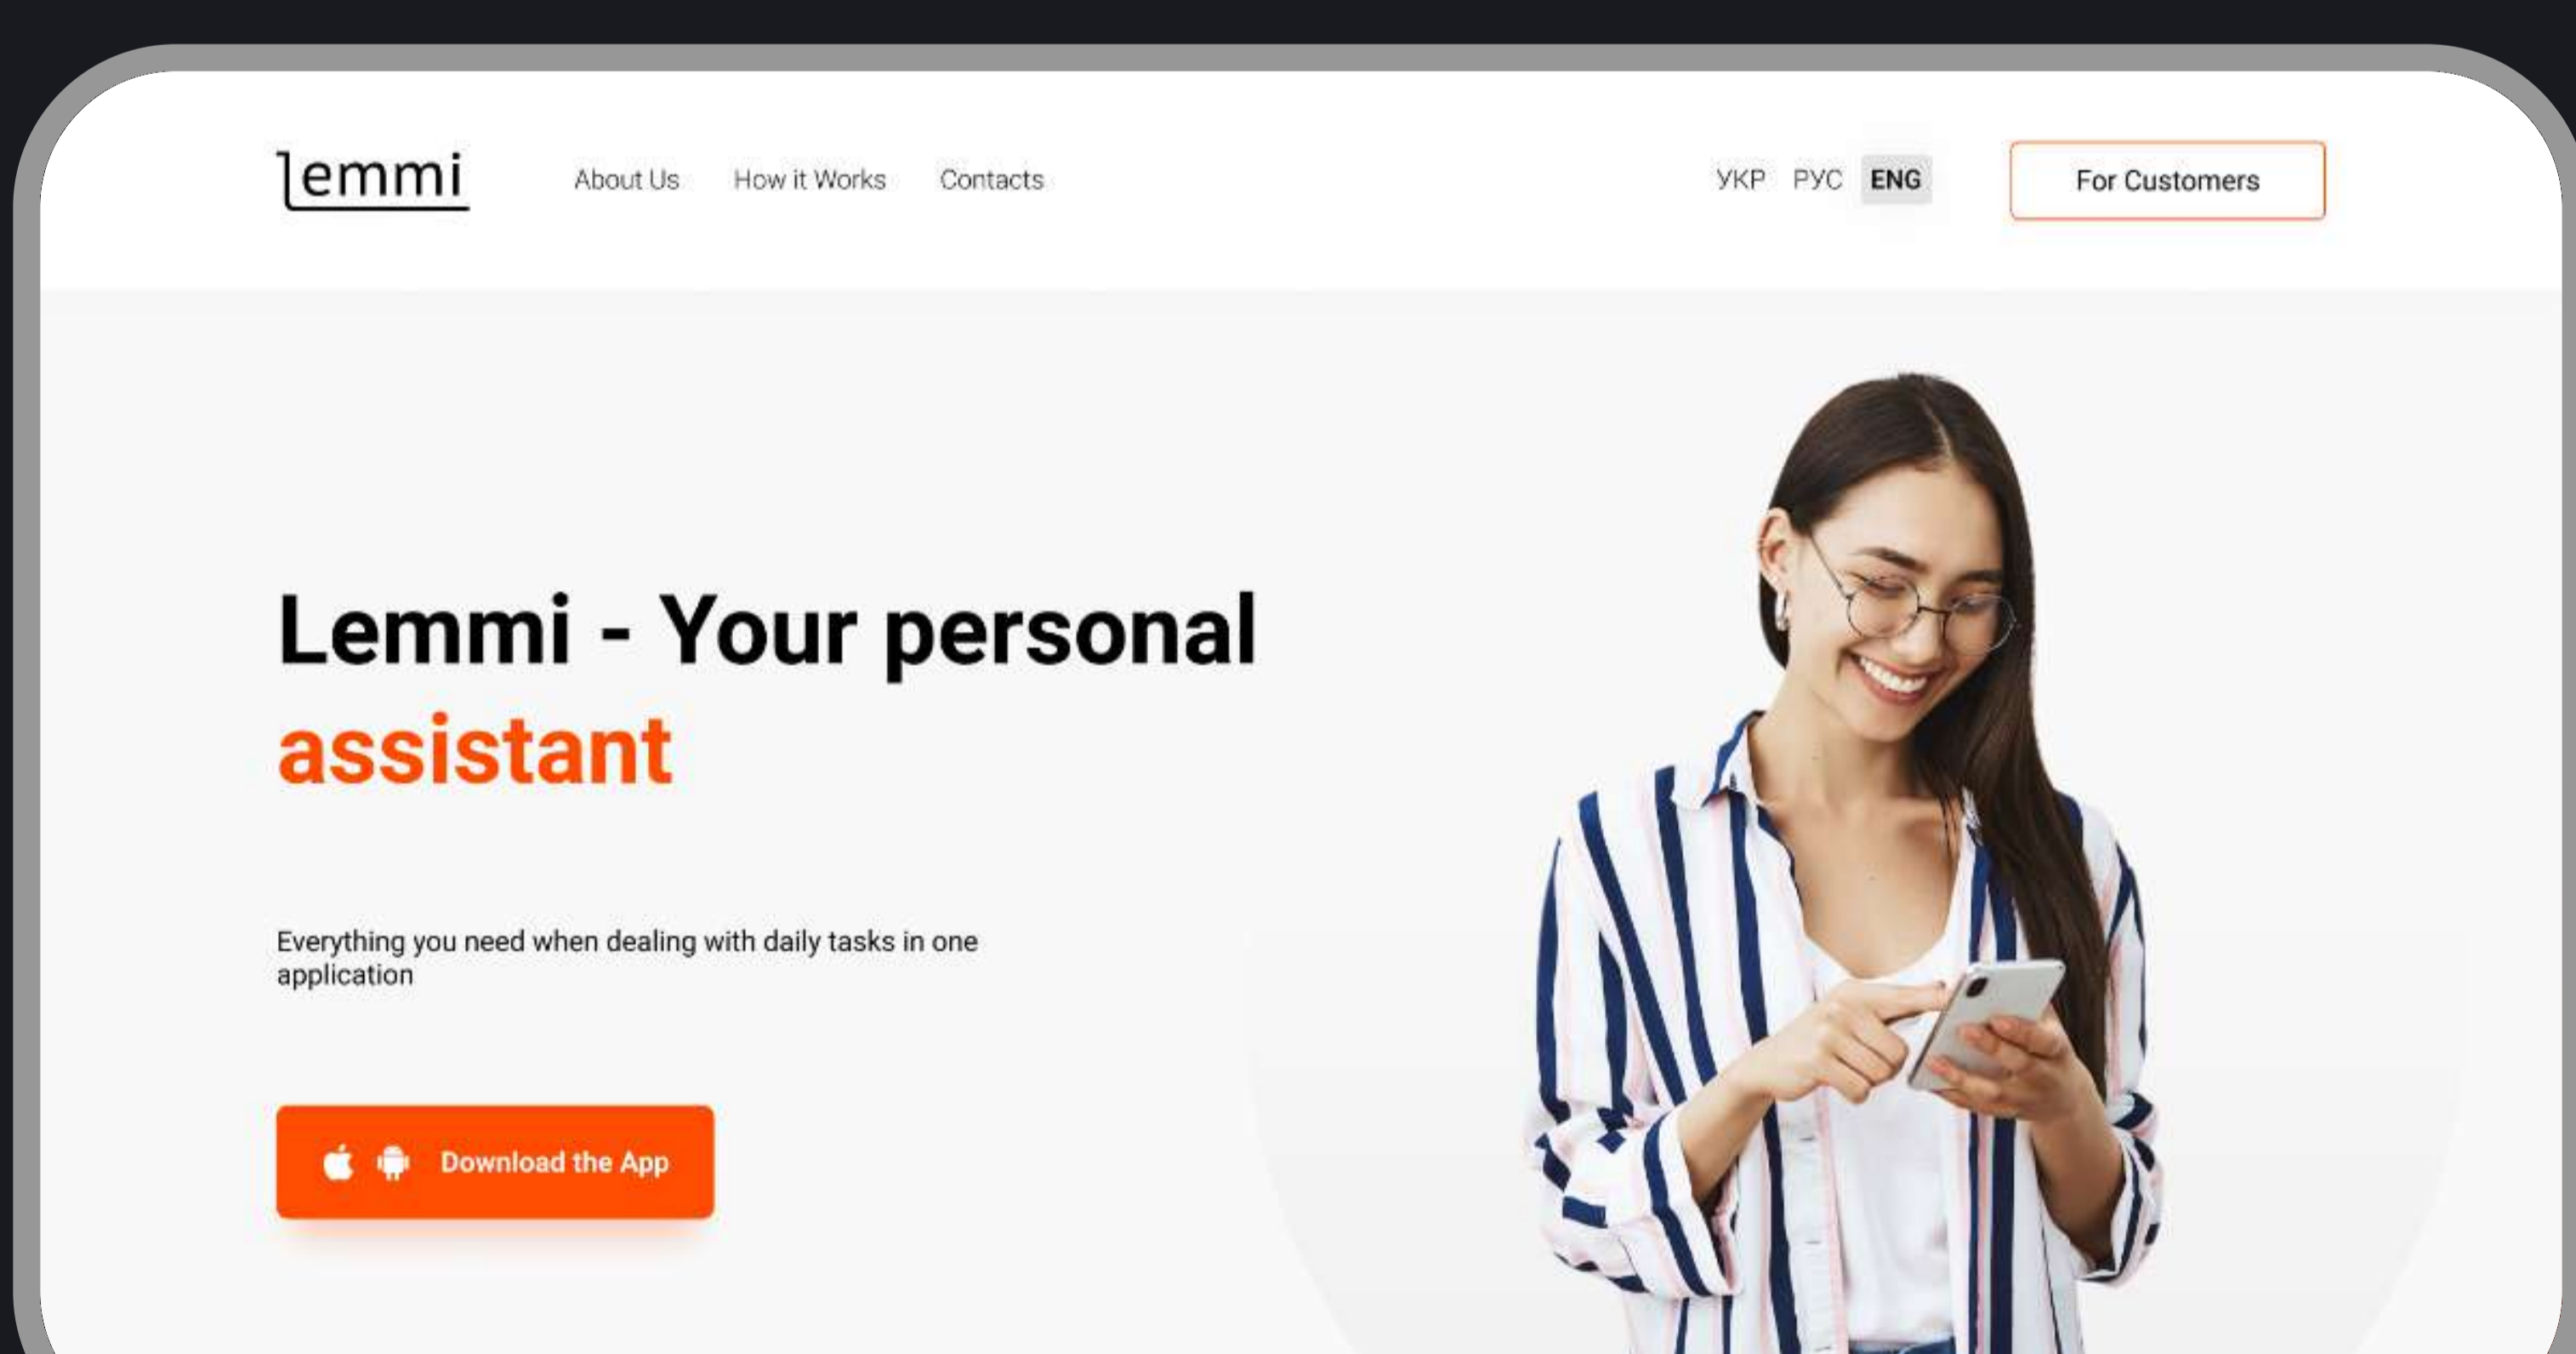 lemmi
About Us
How it Works
Contacts
УКР
РУС
ENG
For Customers
Lemmi - Your personal
assistant
Everything you need when dealing with daily tasks in one
application
Download the App